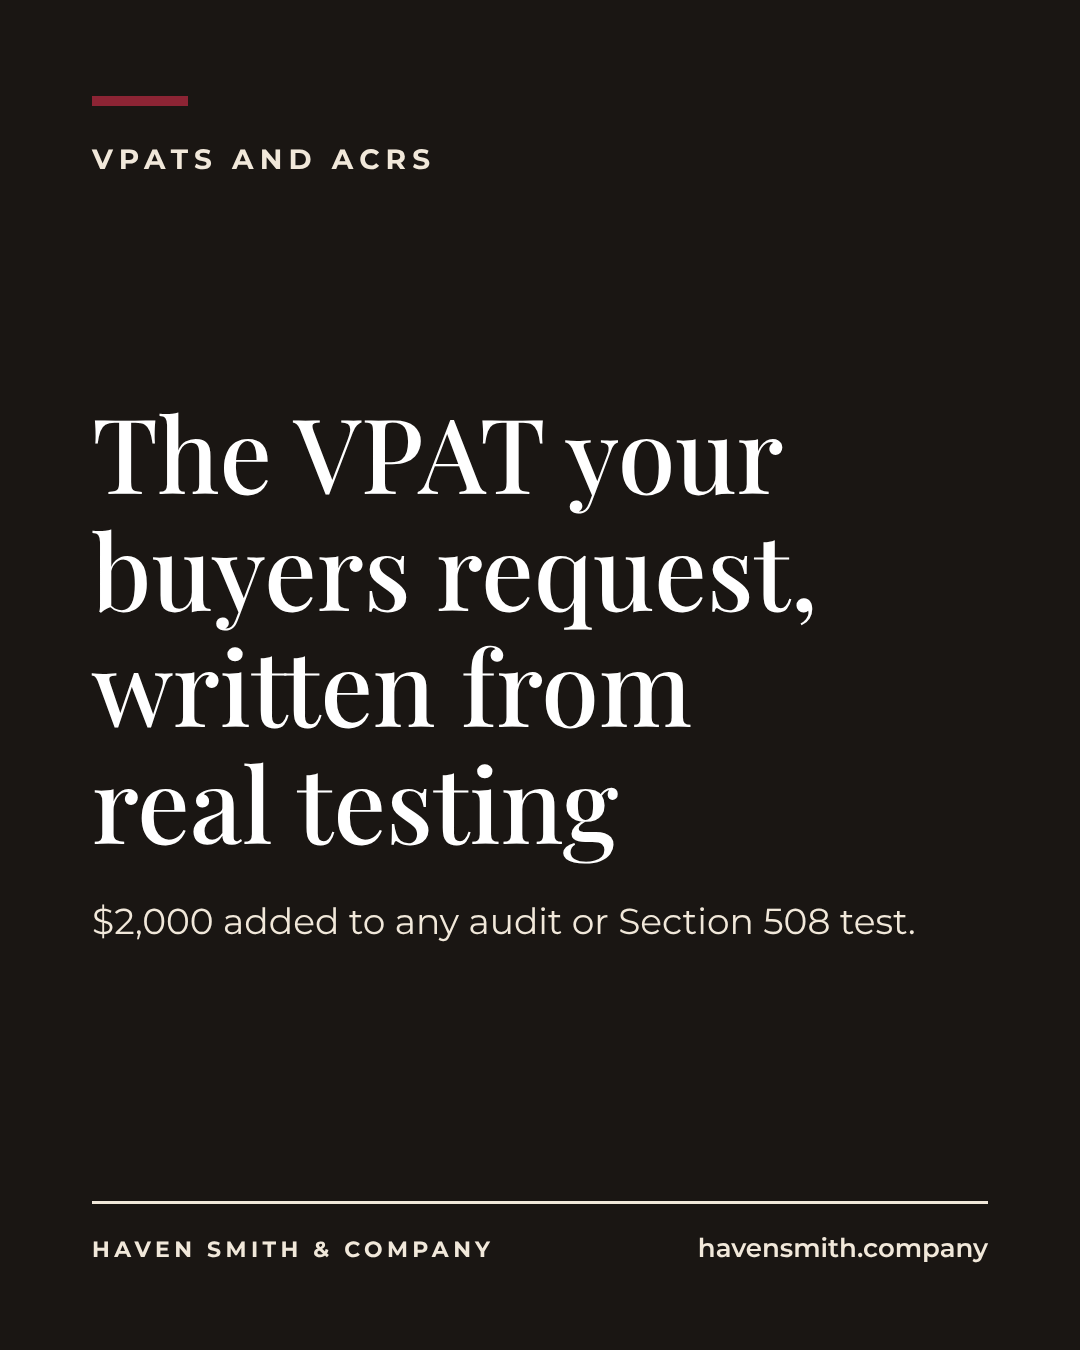 VPATS AND ACRS
The VPAT your
buyers request,
written from
real testing
$2,000 added to any audit or Section 508 test.
HAVEN SMITH & COMPANY
havensmith.company